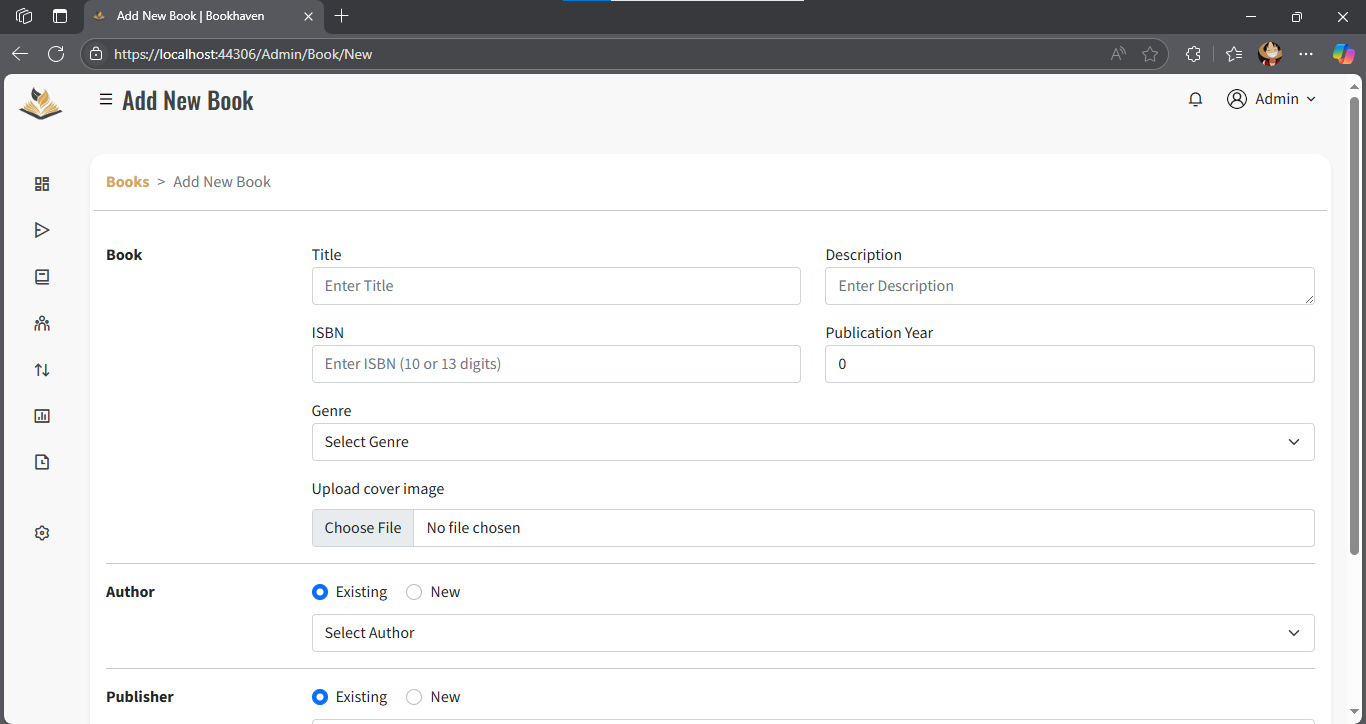 Add New Book | Bookhaven
https://localhost:44306/Admin/Book/New
Add New Book
Admin
Books > Add New Book
Book
Title
Description
Enter Title
Enter Description
ISBN
Publication Year
Enter ISBN (10 or 13 digits)
0
Genre
Select Genre
Upload cover image
Choose File No file chosen
Author
Existing New
Select Author
Publisher
Existing New